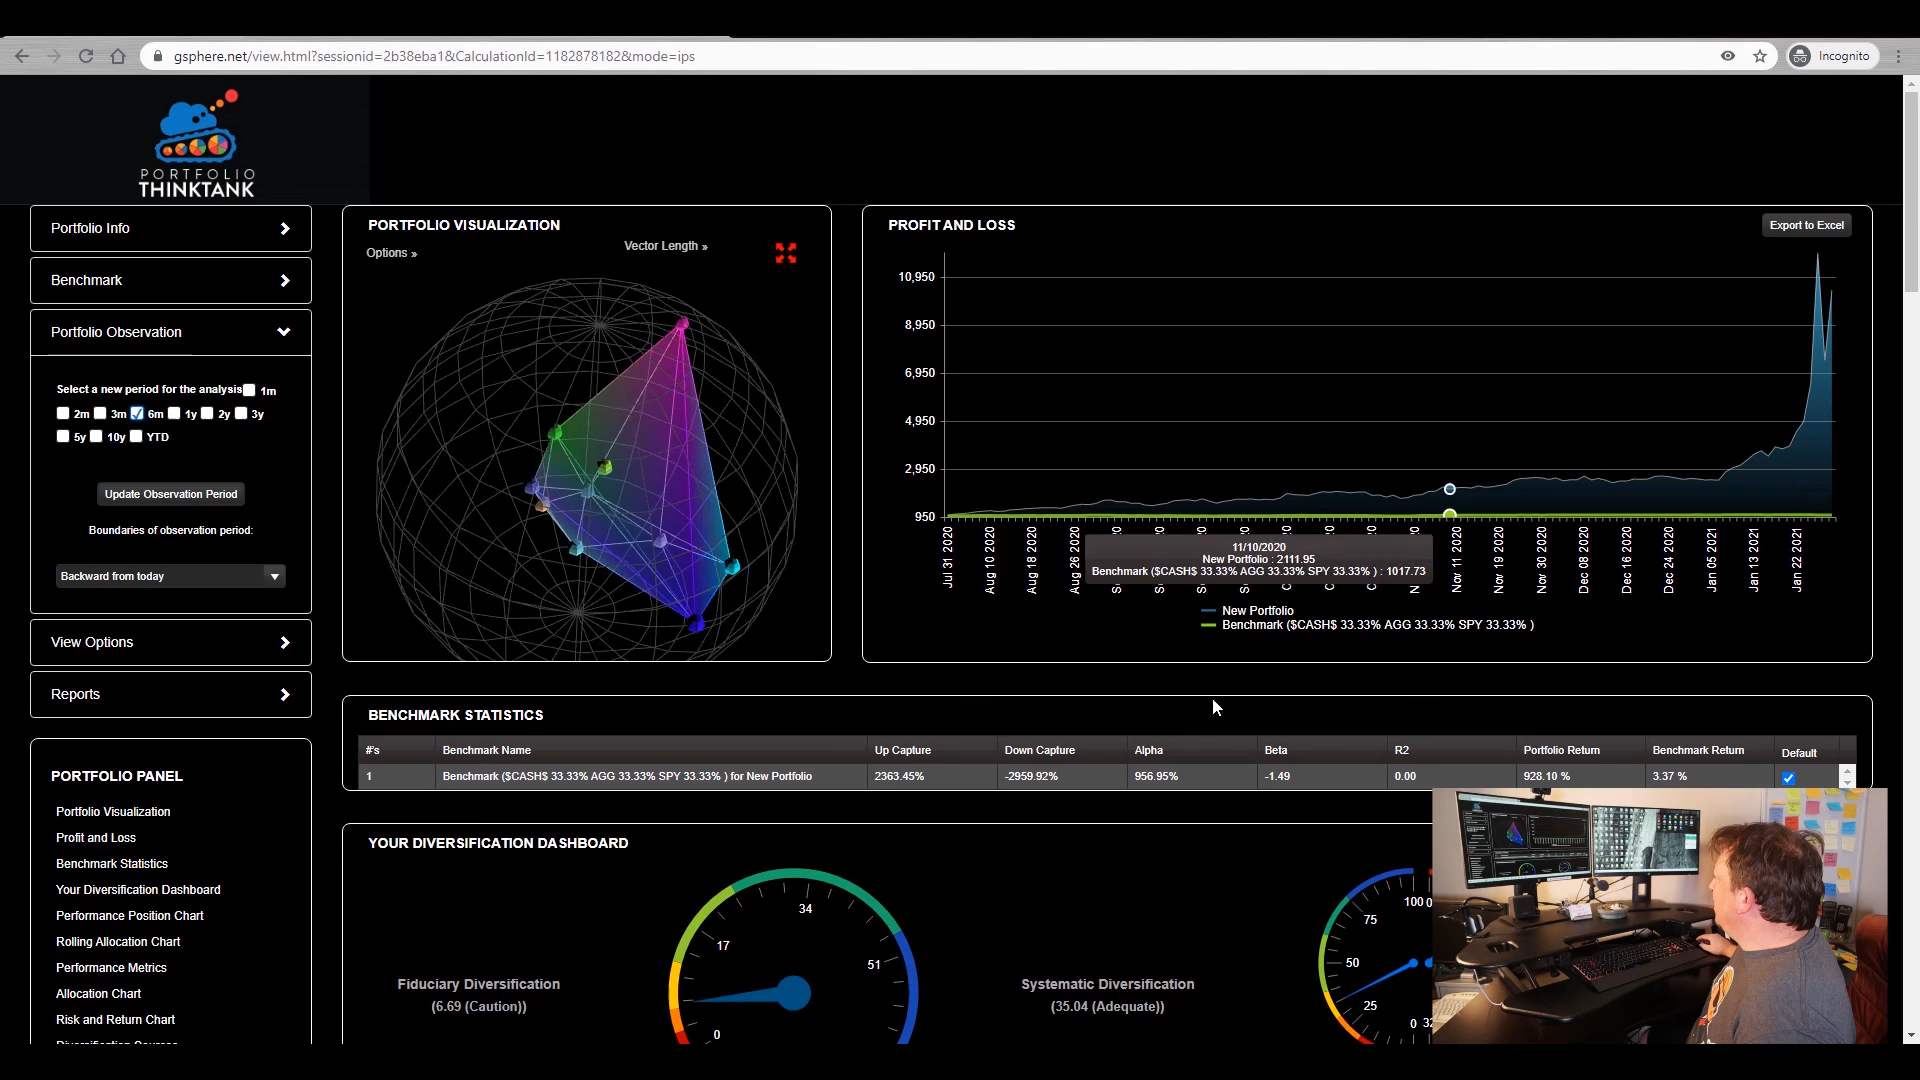 gsphere.net/view.html?sessionid=2b38eba1&CalculationId=1182878182&mode=ips
Incognito
PORTFOLIO
THINKTANK
Portfolio Info
Benchmark
Portfolio Observation
Select a new period for the analysis 1m
2m 3m 6m 1y 2y 3y
5y 10y YTD
Update Observation Period
Boundaries of observation period:
Backward from today
View Options
Reports
PORTFOLIO PANEL
Portfolio Visualization
Profit and Loss
Benchmark Statistics
Your Diversification Dashboard
Performance Position Chart
Rolling Allocation Chart
Performance Metrics
Allocation Chart
Risk and Return Chart
PORTFOLIO VISUALIZATION
Options »
Vector Length »
PROFIT AND LOSS
Export to Excel
10,950
8,950
6,950
4,950
2,950
950
Jul 31 2020
Aug 10 2020
Aug 18 2020
Aug 26 2020
Nov 11 2020
Nov 19 2020
Nov 30 2020
Dec 08 2020
Dec 16 2020
Dec 24 2020
Jan 05 2021
Jan 13 2021
Jan 22 2021
11/10/2020
New Portfolio : 2111.95
Benchmark ($CASH$ 33.33% AGG 33.33% SPY 33.33% ) : 1017.73
New Portfolio
Benchmark ($CASH$ 33.33% AGG 33.33% SPY 33.33% )
BENCHMARK STATISTICS
#'s Benchmark Name Up Capture Down Capture Alpha Beta R2 Portfolio Return Benchmark Return Default
1 Benchmark ($CASH$ 33.33% AGG 33.33% SPY 33.33% ) for New Portfolio 2363.45% -2959.92% 956.95% -1.49 0.00 928.10 % 3.37 %
YOUR DIVERSIFICATION DASHBOARD
Fiduciary Diversification
(6.69 (Caution))
0
17
34
51
Systematic Diversification
(35.04 (Adequate))
0
25
50
75
100